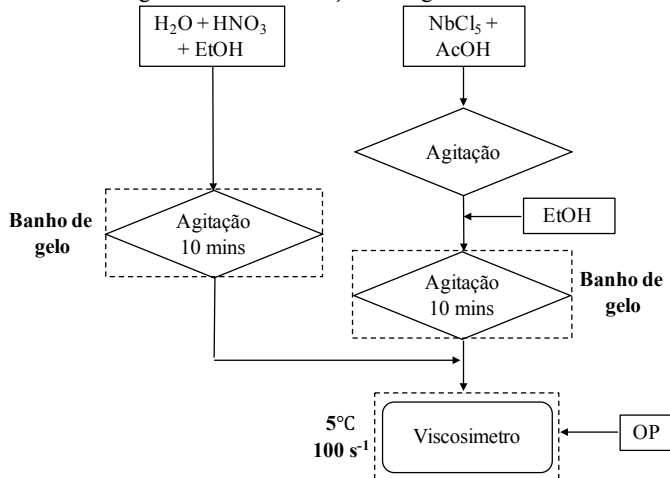 H₂O + HNO₃
+ EtOH
NbCl₅ +
AcOH
Agitação
EtOH
Banho de
gelo
Agitação
10 mins
Agitação
10 mins
Banho de
gelo
5℃
100 s⁻¹
Viscosimetro
OP